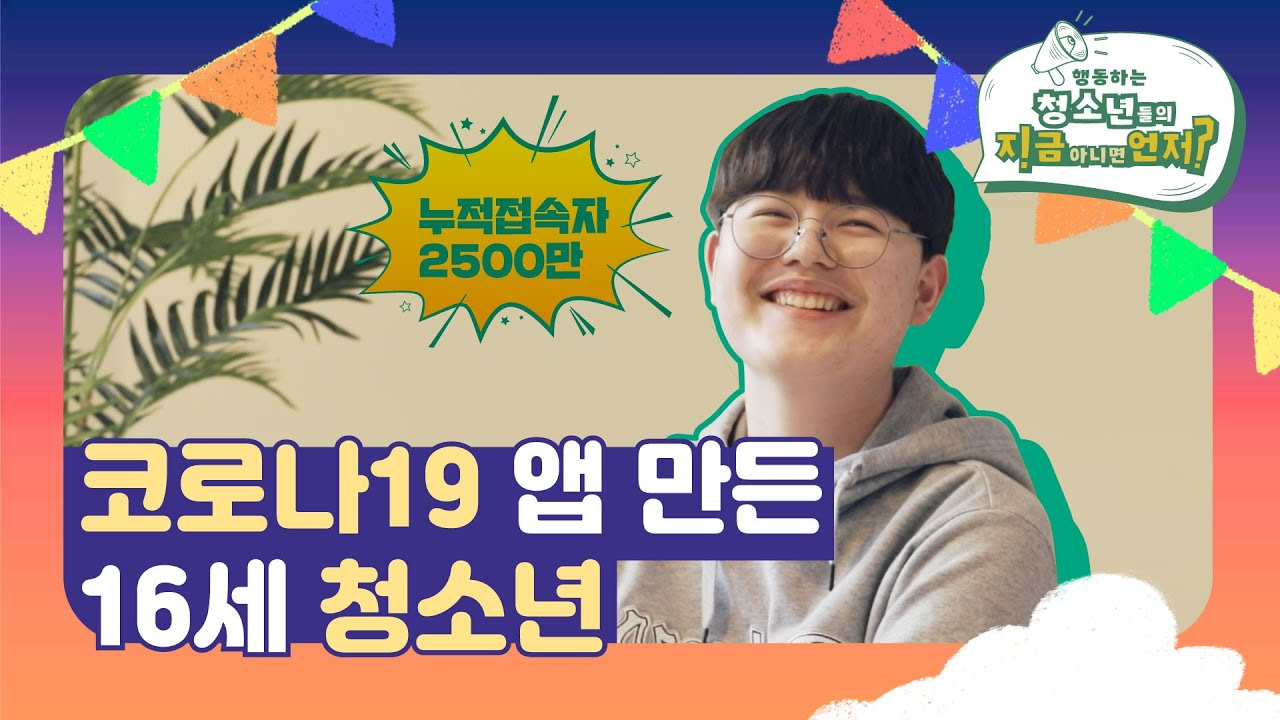 행동하는
청소년들의
지금 아니면 언저?
누적접속자
2500만
코로나19 앱 만든
16세 청소년